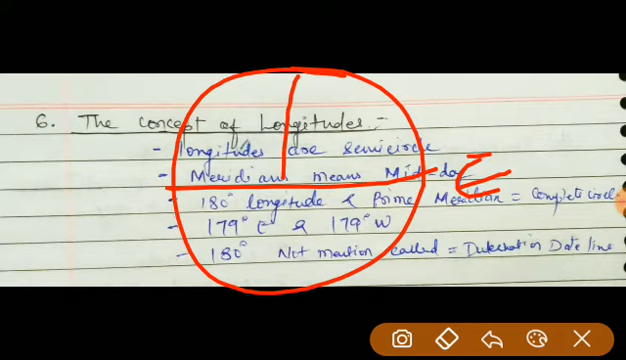 6. The concept of Longitudes :-
- Longitudes are semicircle
- Meridian means Mid day
- 180° longitude & Prime Meridian = Complete circle
- 179° E & 179° W
- 180° Not mention called = Date line
E